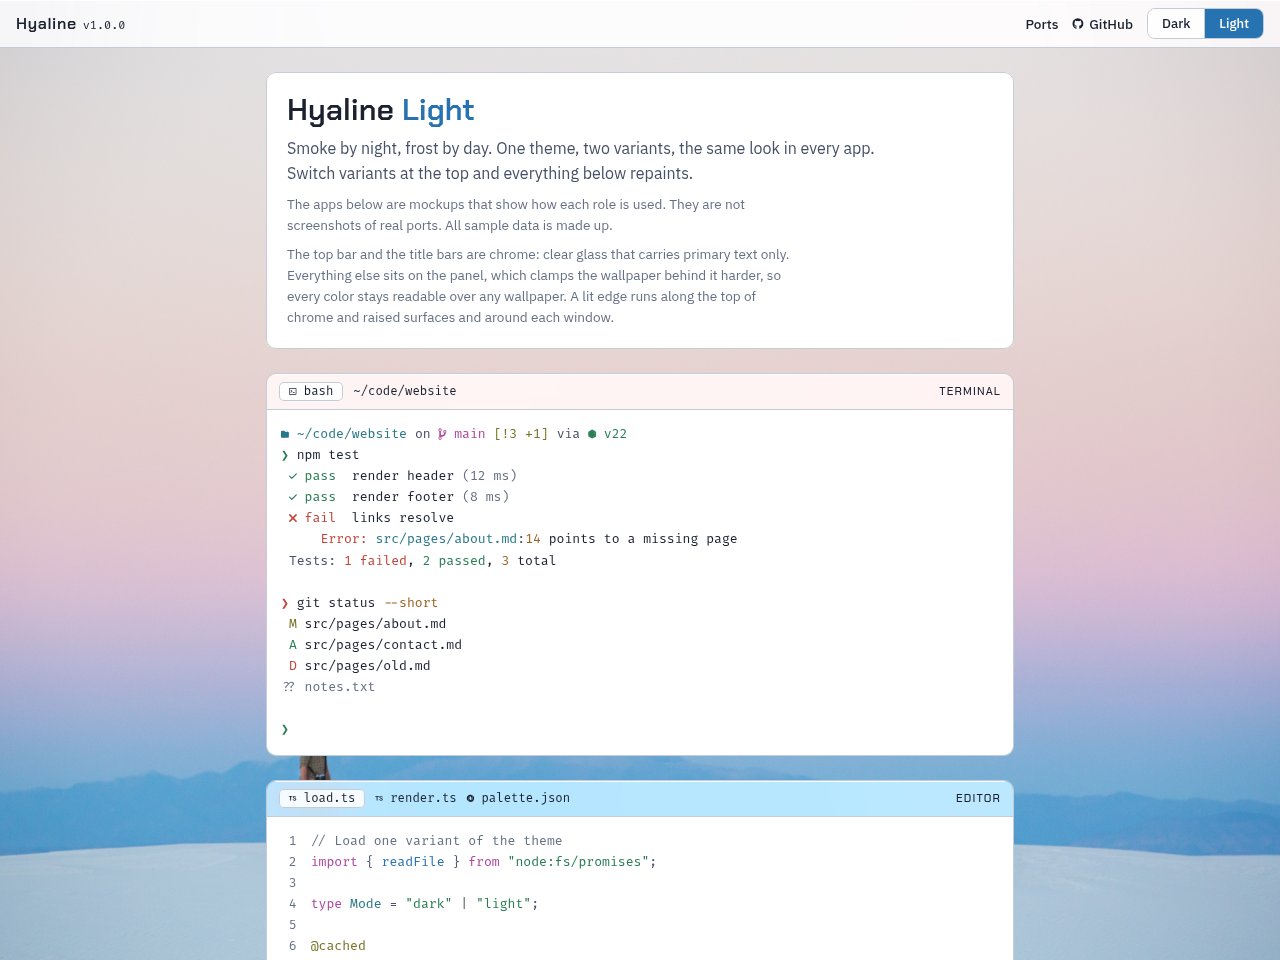 Hyaline v1.0.0
Ports GitHub Dark Light
Hyaline Light
Smoke by night, frost by day. One theme, two variants, the same look in every app.
Switch variants at the top and everything below repaints.
The apps below are mockups that show how each role is used. They are not
screenshots of real ports. All sample data is made up.
The top bar and the title bars are chrome: clear glass that carries primary text only.
Everything else sits on the panel, which clamps the wallpaper behind it harder, so
every color stays readable over any wallpaper. A lit edge runs along the top of
chrome and raised surfaces and around each window.
bash ~/code/website TERMINAL
~/code/website on main [!3 +1] via v22
❯ npm test
✓ pass render header (12 ms)
✓ pass render footer (8 ms)
✗ fail links resolve
Error: src/pages/about.md:14 points to a missing page
Tests: 1 failed, 2 passed, 3 total
❯ git status --short
M src/pages/about.md
A src/pages/contact.md
D src/pages/old.md
?? notes.txt
❯
TS load.ts TS render.ts palette.json EDITOR
1 // Load one variant of the theme
2 import { readFile } from "node:fs/promises";
3
4 type Mode = "dark" | "light";
5
6 @cached